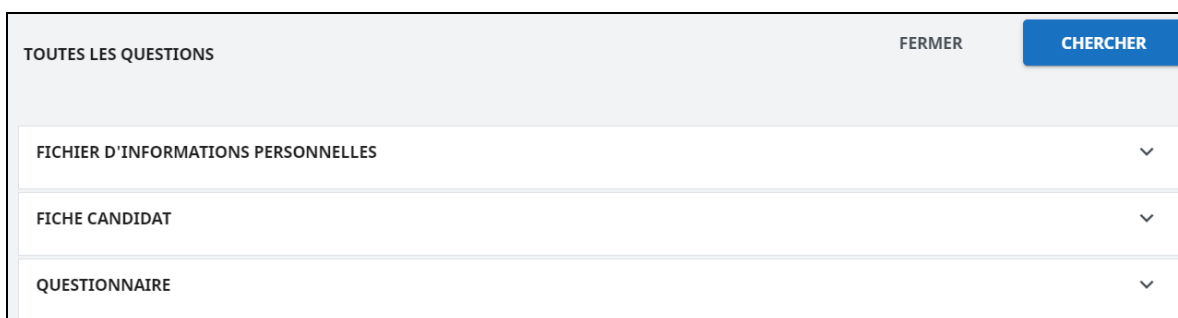 TOUTES LES QUESTIONS
FERMER
CHERCHER
FICHIER D'INFORMATIONS PERSONNELLES
FICHE CANDIDAT
QUESTIONNAIRE